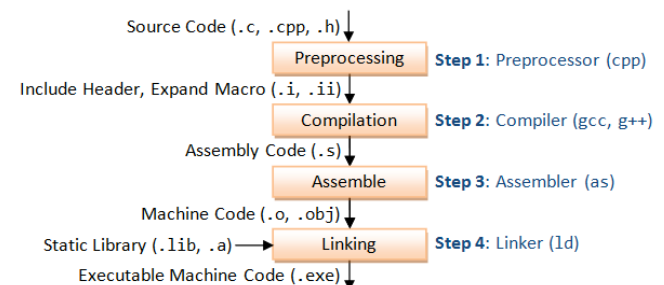 Source Code (.c, .cpp, .h)
Preprocessing
Step 1: Preprocessor (cpp)
Include Header, Expand Macro (.i, .ii)
Compilation
Step 2: Compiler (gcc, g++)
Assembly Code (.s)
Assemble
Step 3: Assembler (as)
Machine Code (.o, .obj)
Static Library (.lib, .a)
Linking
Step 4: Linker (ld)
Executable Machine Code (.exe)